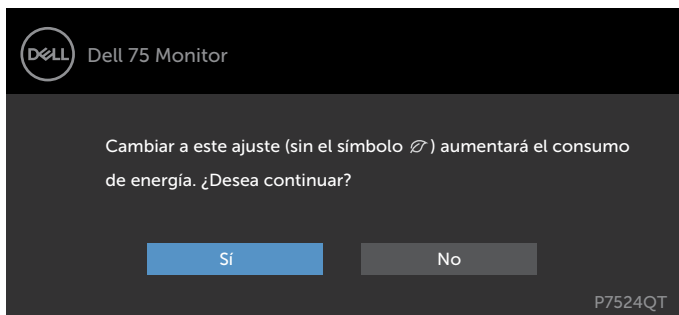 DELL Dell 75 Monitor
Cambiar a este ajuste (sin el símbolo ) aumentará el consumo
de energía. ¿Desea continuar?
Sí No
P7524QT